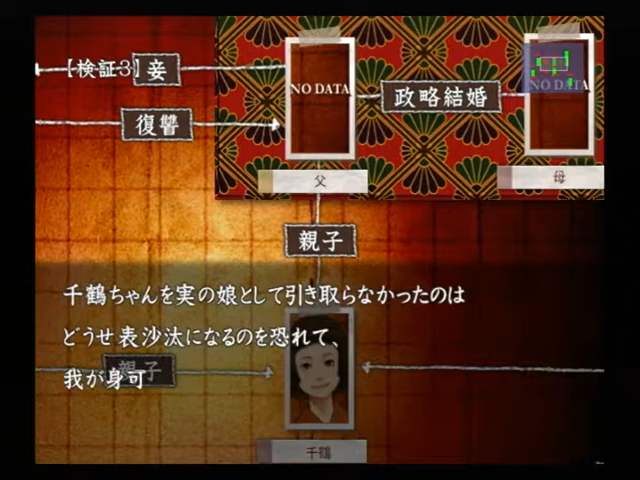 【検証3】妾
NO DATA
政略結婚
NO DATA
復讐
父
母
親子
千鶴ちゃんを実の娘として引き取らなかったのは
どうせ表沙汰になるのを恐れて、
親子
我が身可
千鶴